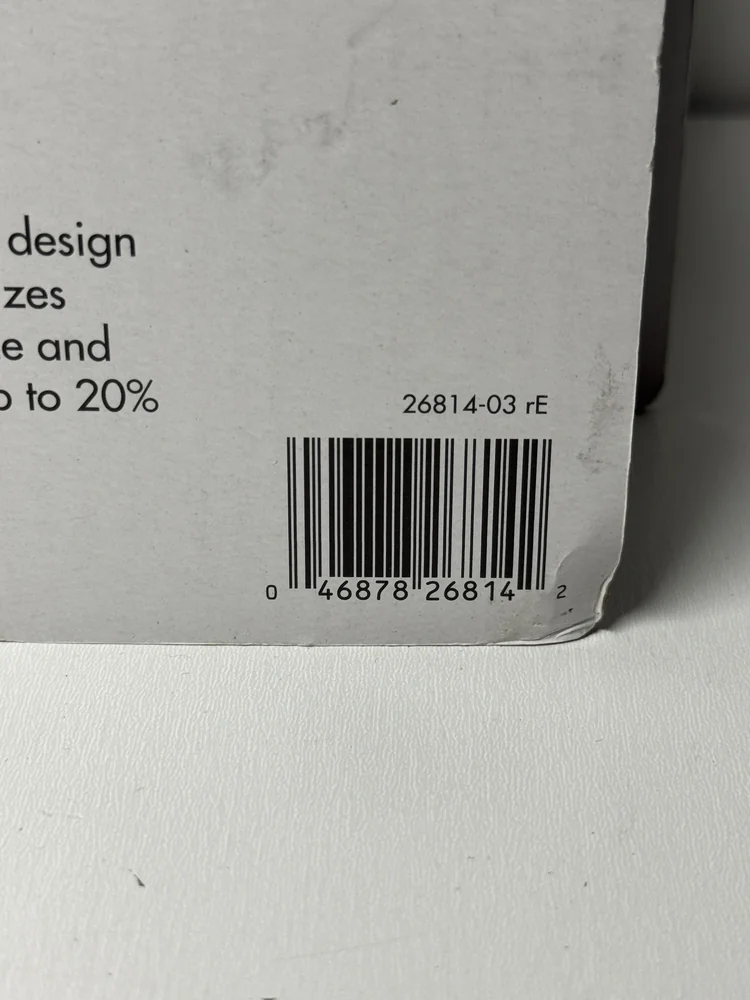 design
zes
e and
to 20%
26814-03 rE
0 46878 26814 2